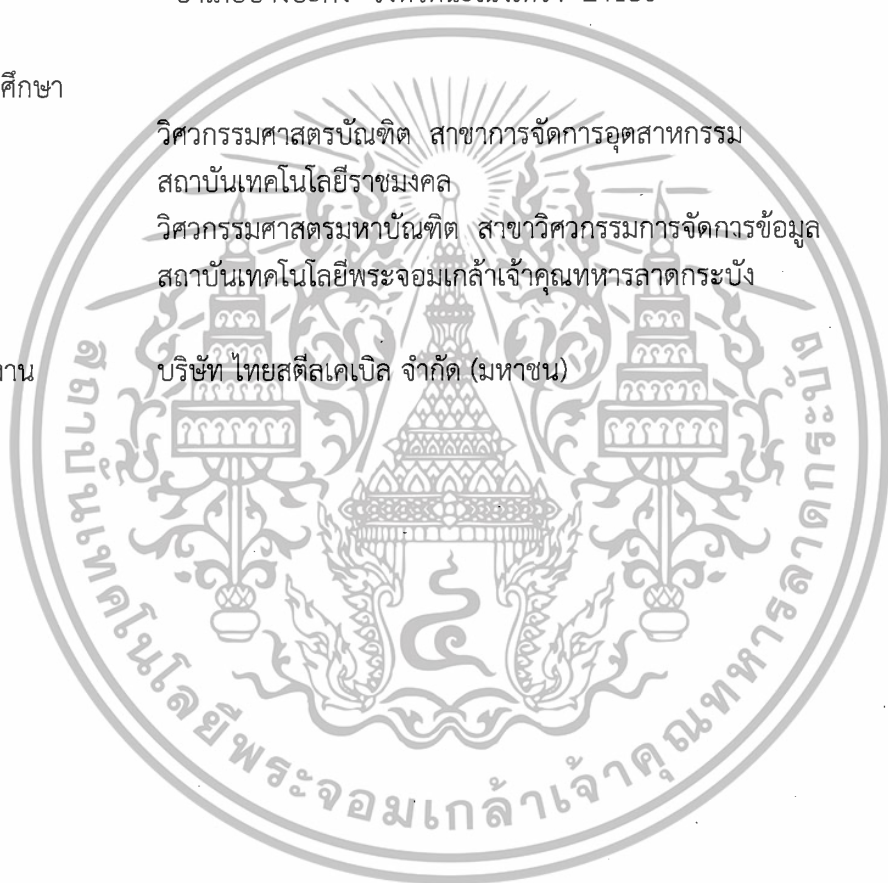 ศึกษา
วิศวกรรมศาสตรบัณฑิต สาขาการจัดการอุตสาหกรรม
สถาบันเทคโนโลยีราชมงคล
วิศวกรรมศาสตรมหาบัณฑิต สาขาวิศวกรรมการจัดการข้อมูล
สถาบันเทคโนโลยีพระจอมเกล้าเจ้าคุณทหารลาดกระบัง
บริษัท ไทยสตีลเคเบิล จำกัด (มหาชน)
สถาบันเทคโนโลยีพระจอมเกล้าเจ้าคุณทหารลาดกระบัง